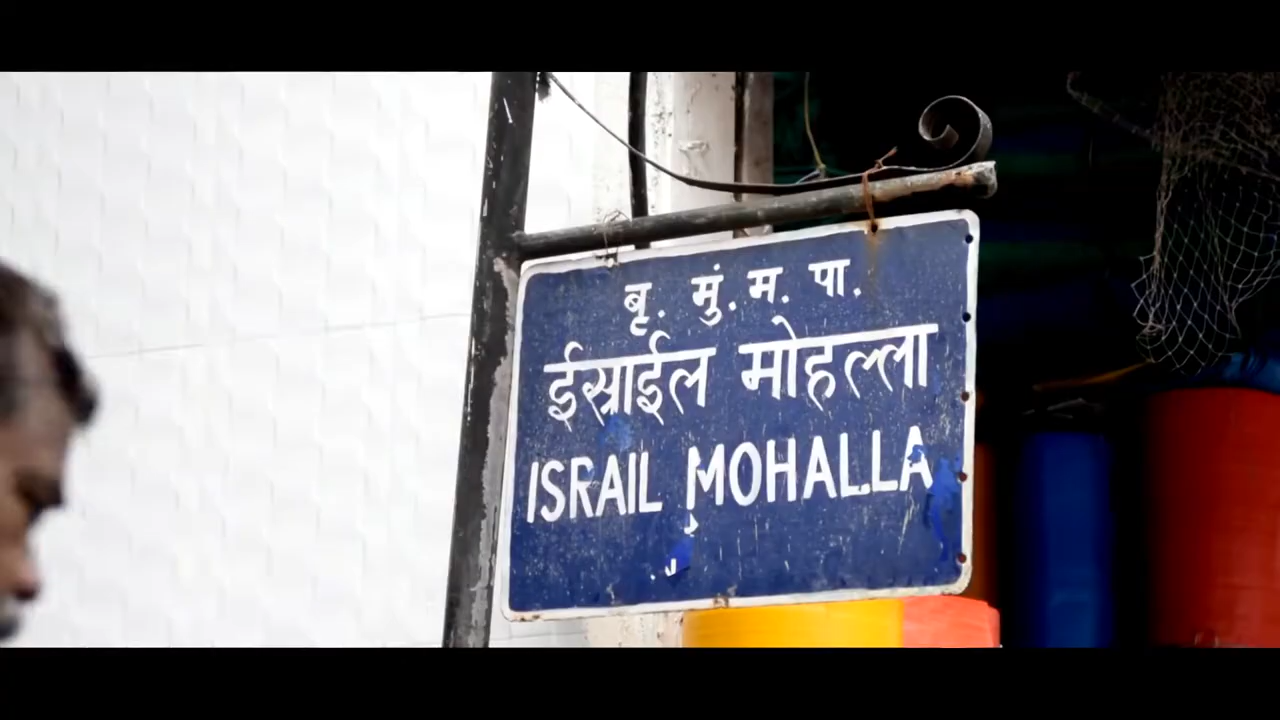 बृ. मुं. म. पा.
ईस्राईल मोहल्ला
ISRAIL MOHALLA